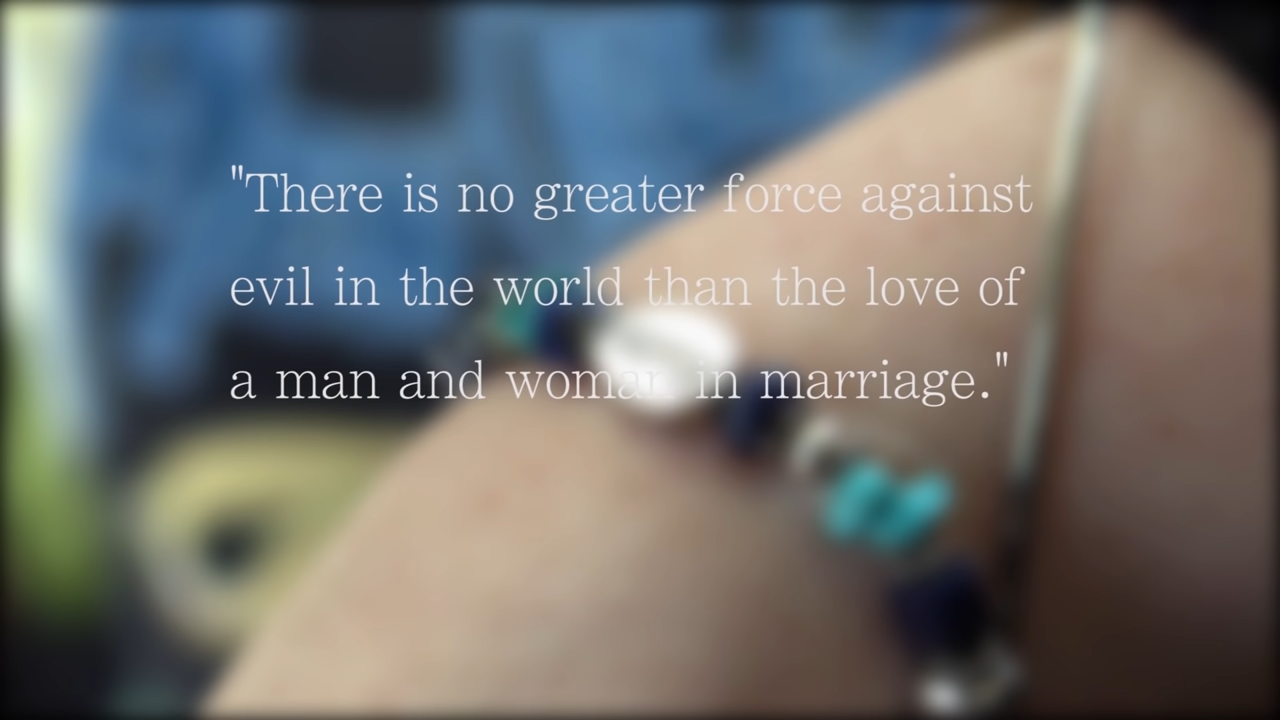 "There is no greater force against
evil in the world than the love of
a man and woman in marriage."